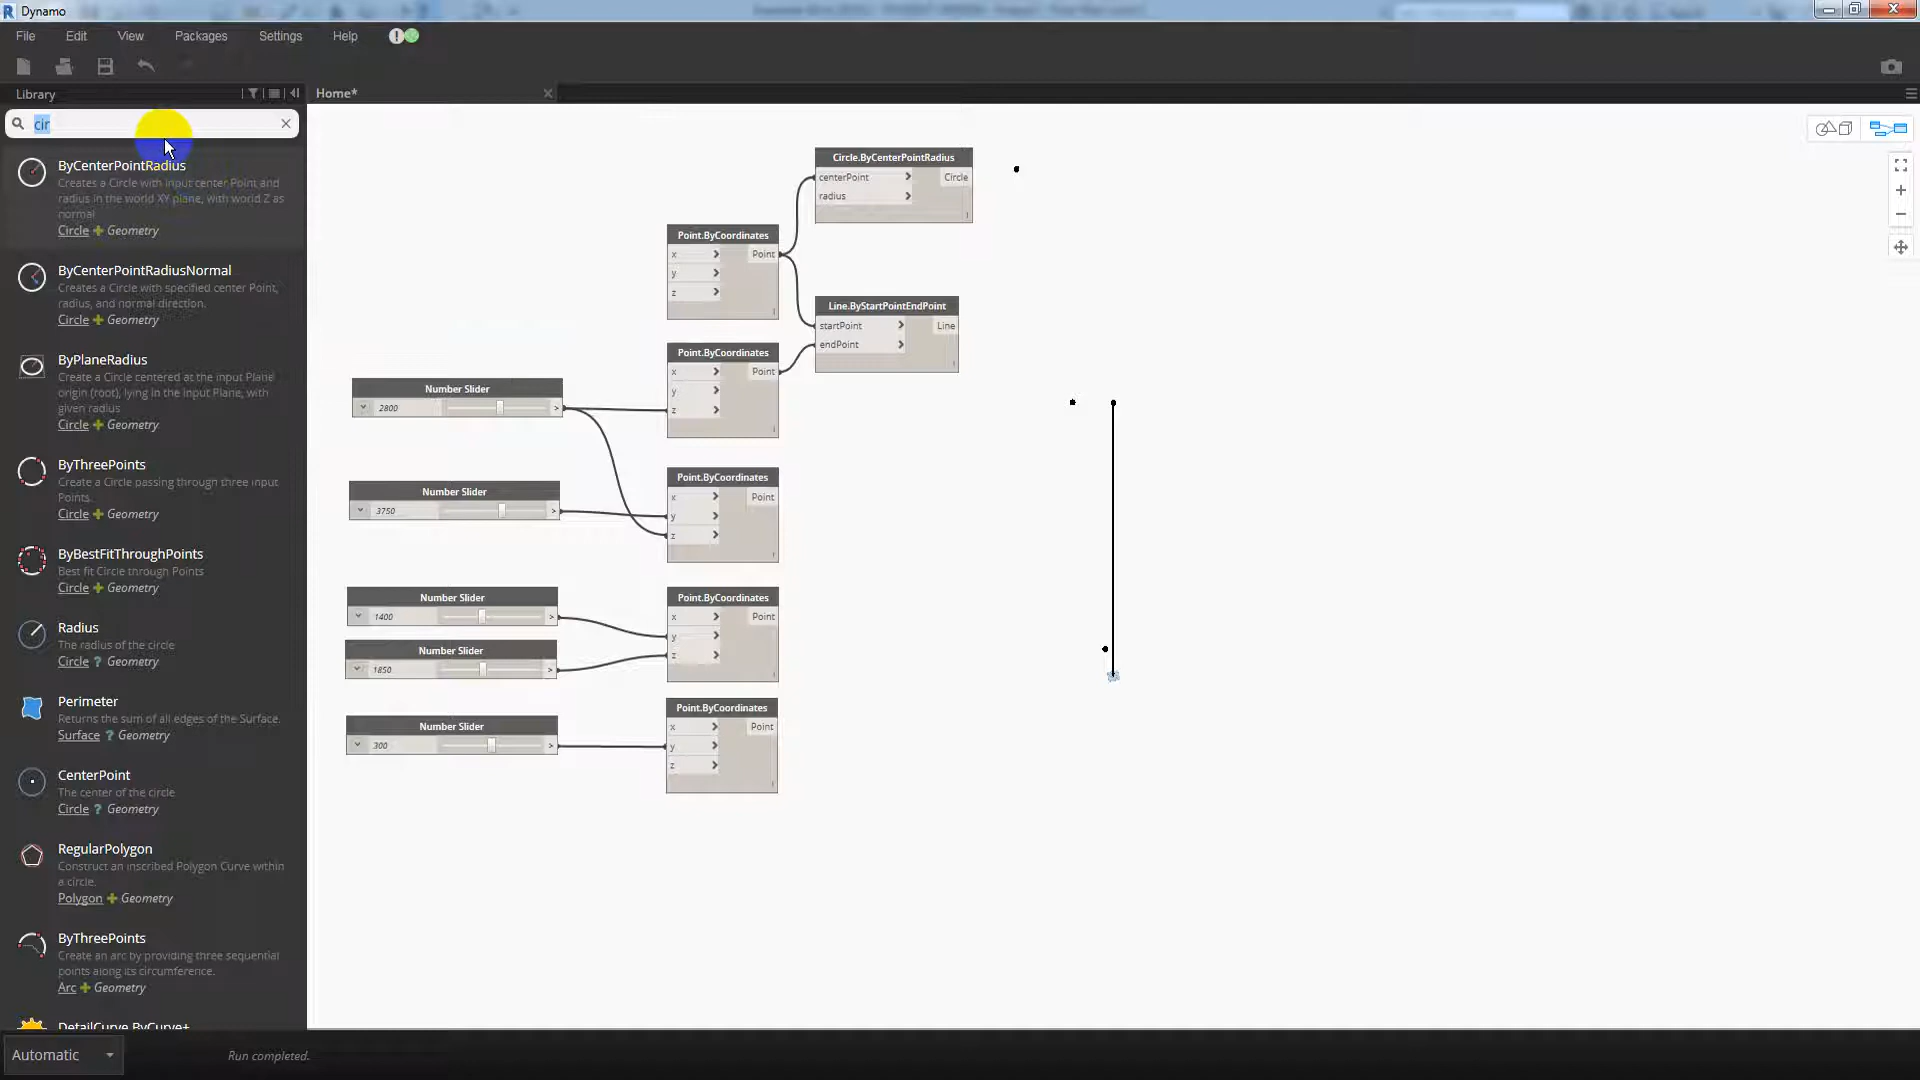 Dynamo
File Edit View Packages Settings Help
Library
Home*
cir
ByCenterPointRadius
Creates a Circle with input center Point and
radius in the world XY plane, with world Z as
normal
Circle + Geometry
ByCenterPointRadiusNormal
Creates a Circle with specified center Point,
radius, and normal direction.
Circle + Geometry
ByPlaneRadius
Create a Circle centered at the input Plane
origin (root), lying in the input Plane, with
given radius
Circle + Geometry
ByThreePoints
Create a Circle passing through three input
Points.
Circle + Geometry
ByBestFitThroughPoints
Best fit Circle through Points
Circle + Geometry
Radius
The radius of the circle
Circle ? Geometry
Perimeter
Returns the sum of all edges of the Surface.
Surface ? Geometry
CenterPoint
The center of the circle
Circle ? Geometry
RegularPolygon
Construct an inscribed Polygon Curve within
a circle.
Polygon + Geometry
ByThreePoints
Create an arc by providing three sequential
points along its circumference.
Arc + Geometry
DetailCurve.ByCurve+
Circle.ByCenterPointRadius
centerPoint > Circle
radius >
Point.ByCoordinates
x > Point
y >
z >
Line.ByStartPointEndPoint
startPoint > Line
endPoint >
Point.ByCoordinates
x > Point
y >
z >
Number Slider
2800 >
Point.ByCoordinates
x > Point
y >
z >
Number Slider
3750 >
Point.ByCoordinates
x > Point
y >
z >
Number Slider
1400 >
Number Slider
1850 >
Point.ByCoordinates
x > Point
y >
z >
Number Slider
300 >
Automatic
Run completed.